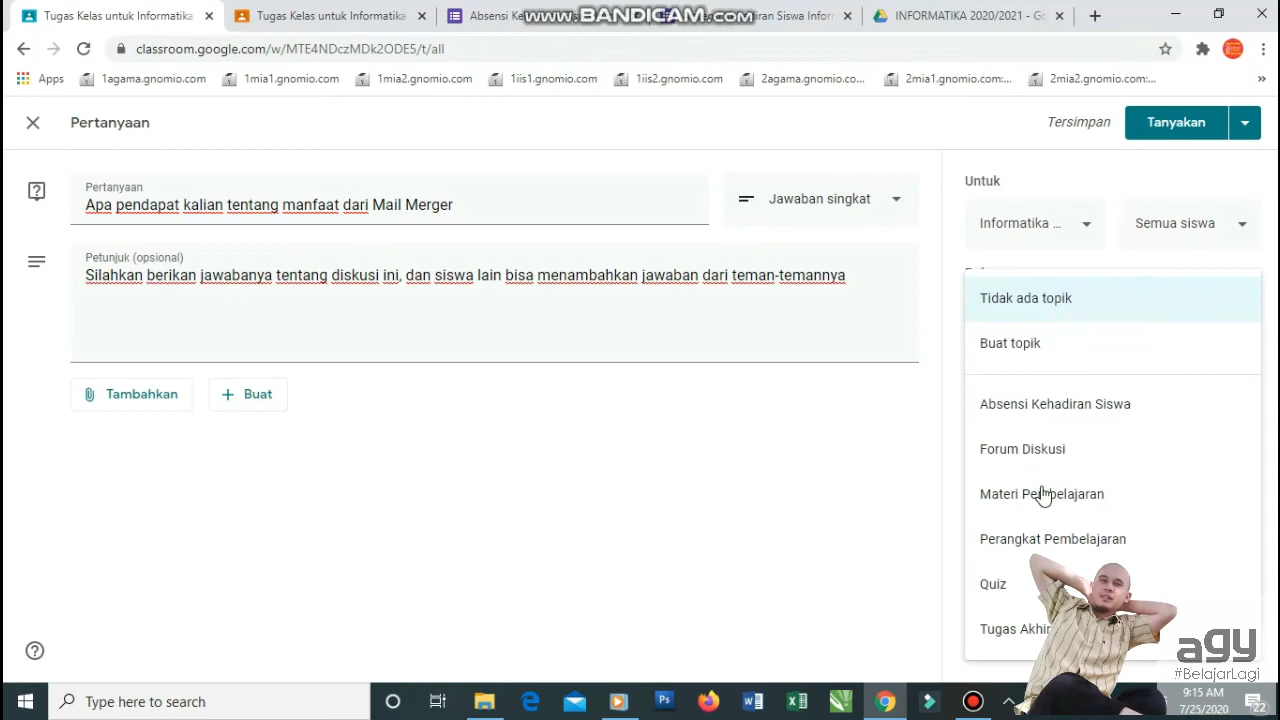 Tugas Kelas untuk Informatika
Tugas Kelas untuk Informatika
Absensi Ke
www.BANDICAM.com
iran Siswa Infor
INFORMATIKA 2020/2021 - Go
classroom.google.com/w/MTE4NDczMDk2ODE5/t/all
Apps
1agama.gnomio.com
1mia1.gnomio.com
1mia2.gnomio.com
1iis1.gnomio.com
1iis2.gnomio.com
2agama.gnomio.co...
2mia1.gnomio.com:...
2mia2.gnomio.com:...
Pertanyaan
Tersimpan
Tanyakan
Pertanyaan
Apa pendapat kalian tentang manfaat dari Mail Merger
Jawaban singkat
Petunjuk (opsional)
Silahkan berikan jawabanya tentang diskusi ini, dan siswa lain bisa menambahkan jawaban dari teman-temannya
Tambahkan
Buat
Untuk
Informatika ...
Semua siswa
Tidak ada topik
Buat topik
Absensi Kehadiran Siswa
Forum Diskusi
Materi Pembelajaran
Perangkat Pembelajaran
Quiz
Tugas Akhir
agy
#BelajarLagi
Type here to search
9:15 AM
7/25/2020
22